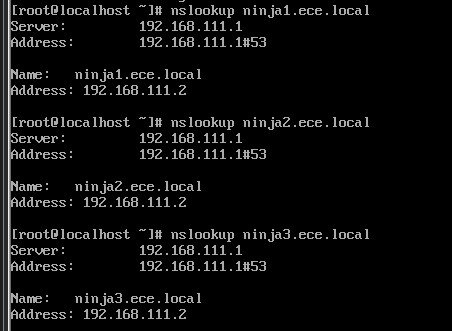 [root@localhost ~]# nslookup ninja1.ece.local
Server:         192.168.111.1
Address:        192.168.111.1#53
Name:   ninja1.ece.local
Address: 192.168.111.2
[root@localhost ~]# nslookup ninja2.ece.local
Server:         192.168.111.1
Address:        192.168.111.1#53
Name:   ninja2.ece.local
Address: 192.168.111.2
[root@localhost ~]# nslookup ninja3.ece.local
Server:         192.168.111.1
Address:        192.168.111.1#53
Name:   ninja3.ece.local
Address: 192.168.111.2